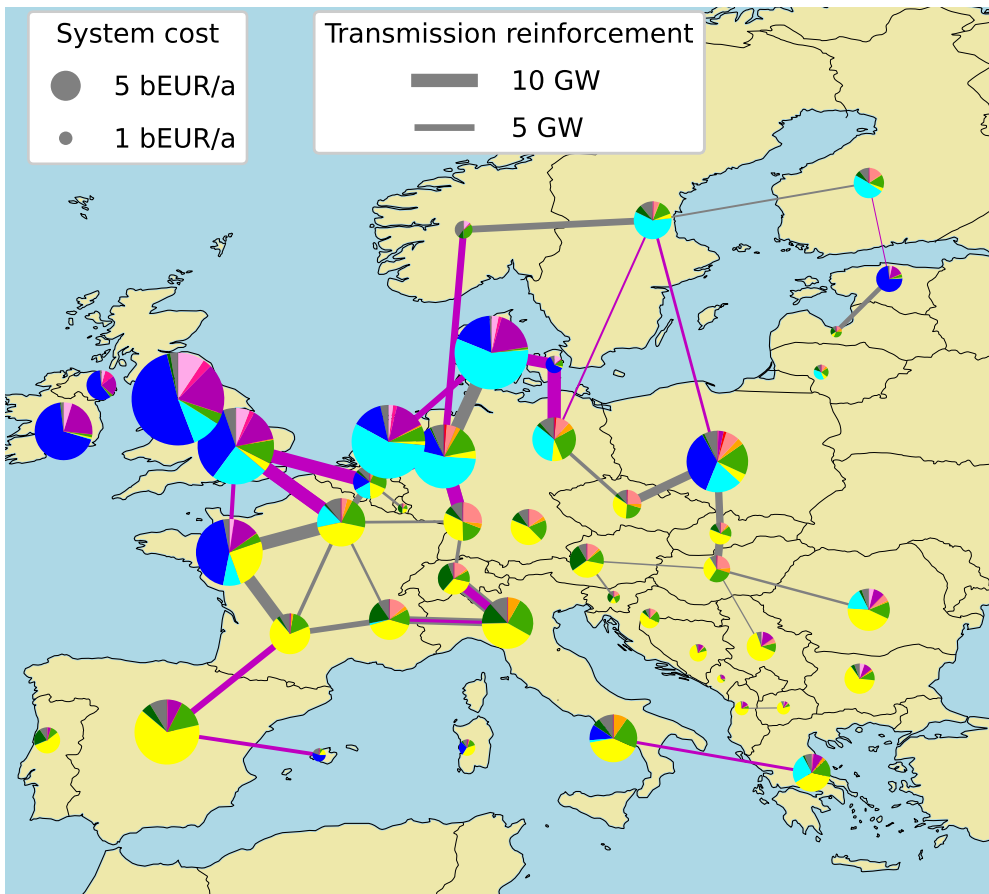 System cost
5 bEUR/a
1 bEUR/a
Transmission reinforcement
10 GW
5 GW